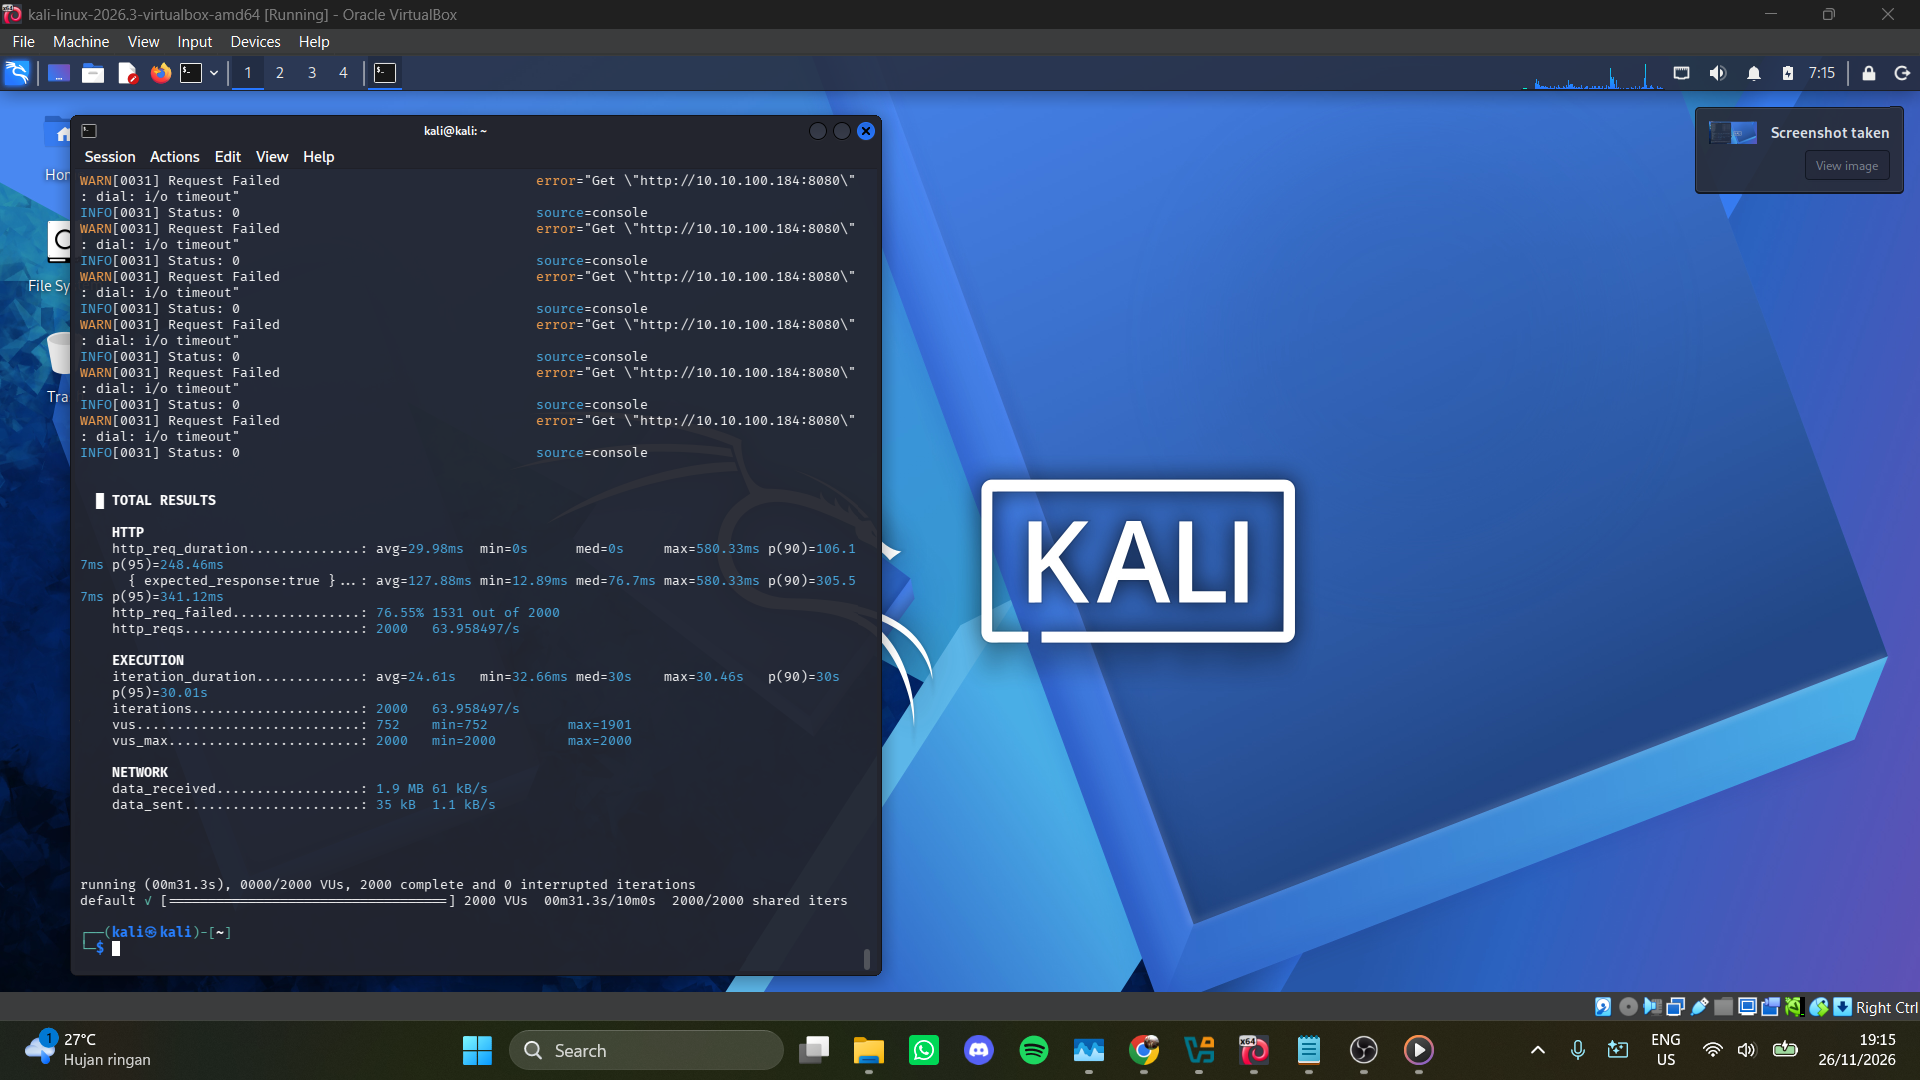 kali-linux-2026.3-virtualbox-amd64 [Running] - Oracle VirtualBox
File Machine View Input Devices Help
1 2 3 4
7:15
Screenshot taken
View image
File Sy
kali@kali: ~
Session Actions Edit View Help
WARN[0031] Request Failed error="Get \"http://10.10.100.184:8080\"
: dial: i/o timeout"
INFO[0031] Status: 0 source=console
WARN[0031] Request Failed error="Get \"http://10.10.100.184:8080\"
: dial: i/o timeout"
INFO[0031] Status: 0 source=console
WARN[0031] Request Failed error="Get \"http://10.10.100.184:8080\"
: dial: i/o timeout"
INFO[0031] Status: 0 source=console
WARN[0031] Request Failed error="Get \"http://10.10.100.184:8080\"
: dial: i/o timeout"
INFO[0031] Status: 0 source=console
WARN[0031] Request Failed error="Get \"http://10.10.100.184:8080\"
: dial: i/o timeout"
INFO[0031] Status: 0 source=console
WARN[0031] Request Failed error="Get \"http://10.10.100.184:8080\"
: dial: i/o timeout"
INFO[0031] Status: 0 source=console
TOTAL RESULTS
HTTP
http_req_duration..............: avg=29.98ms min=0s med=0s max=580.33ms p(90)=106.1
7ms p(95)=248.46ms
{ expected_response:true }...: avg=127.88ms min=12.89ms med=76.7ms max=580.33ms p(90)=305.5
7ms p(95)=341.12ms
http_req_failed................: 76.55% 1531 out of 2000
http_reqs......................: 2000 63.958497/s
EXECUTION
iteration_duration.............: avg=24.61s min=32.66ms med=30s max=30.46s p(90)=30s
p(95)=30.01s
iterations.....................: 2000 63.958497/s
vus............................: 752 min=752 max=1901
vus_max........................: 2000 min=2000 max=2000
NETWORK
data_received..................: 1.9 MB 61 kB/s
data_sent......................: 35 kB 1.1 kB/s
running (00m31.3s), 0000/2000 VUs, 2000 complete and 0 interrupted iterations
default ✓ [======================================] 2000 VUs 00m31.3s/10m0s 2000/2000 shared iters
┌──(kali㉿kali)-[~]
└─$
Hom
Tra
KALI
Right Ctrl
1
27°C
Hujan ringan
Search
x64
ENG
US
19:15
26/11/2026